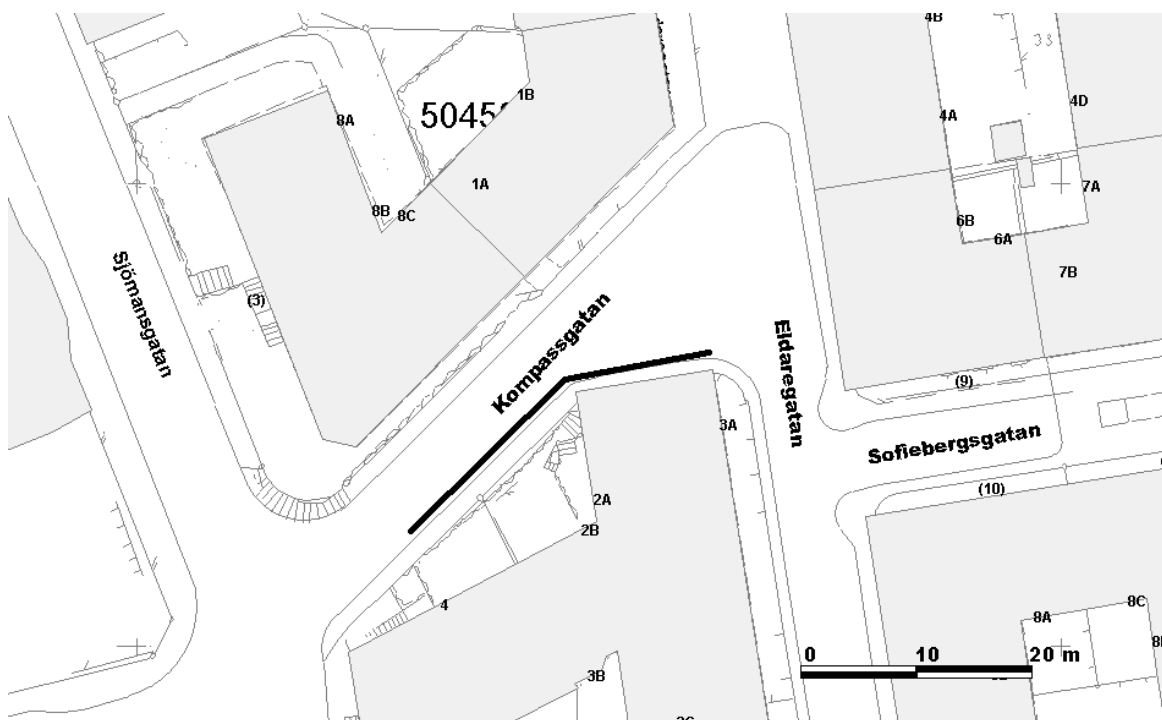 4B
33
1B
8A
5045
4A
4D
1A
7A
8B
8C
6B
6A
7B
(3)
Sjömansgatan
Kompassgatan
Eldaregatan
(9)
3A
Sofiebergsgatan
(10)
2A
2B
4
8A
8C
0 10 20 m
3B